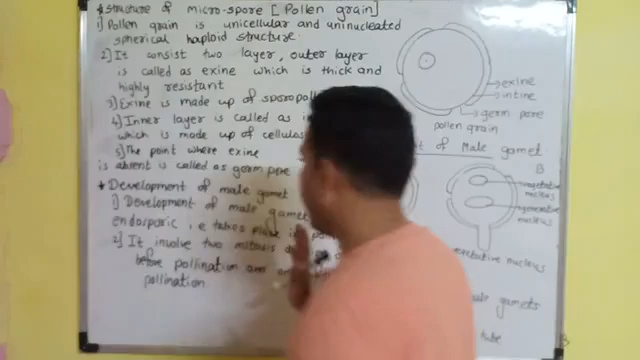 * Structure of micro-spore [Pollen grain]
1) Pollen grain is unicellular and uninucleated
spherical haploid structure.
2) It consist two layer, outer layer
is called as exine which is thick and
highly resistant
3) Exine is made up of
4) Inner layer is called as
which is made up of
5) The point where exine
is absent is called as germ pore
* Development of male gamet
1) Development of male gamet
endosporic, i.e takes place
2) It involve two mitosis
before pollination and
pollination
exine
intine
germ pore
pollen grain
of Male gamet
B
vegetative
nucleus
generative
nucleus
nucleus
gamets
tube